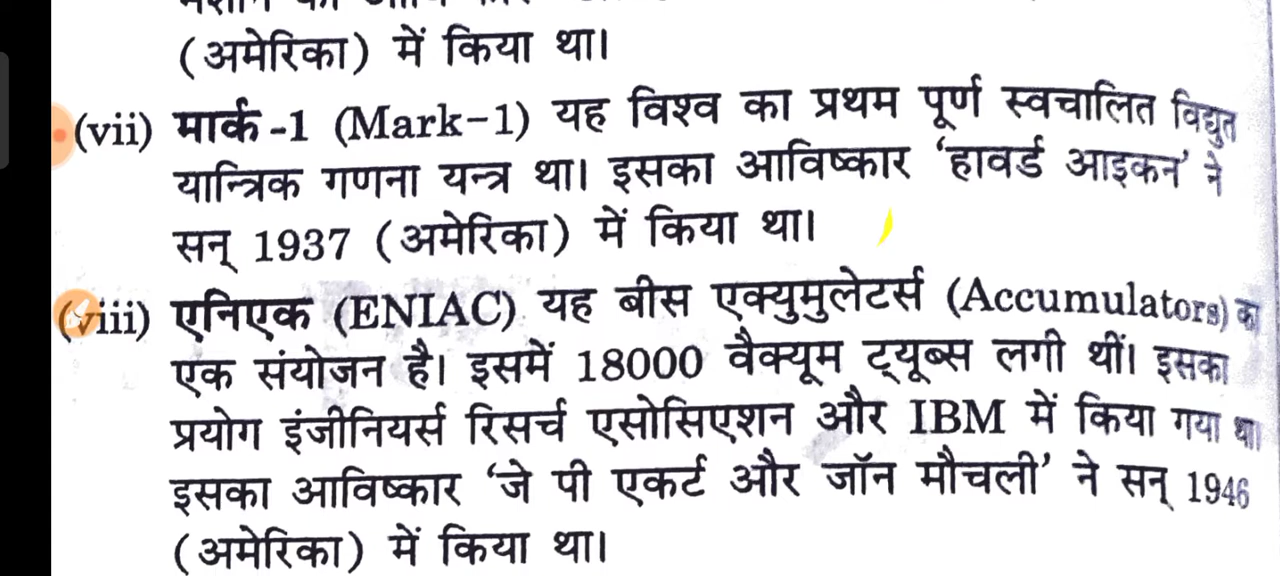 (अमेरिका) में किया था।
(vii) मार्क-1 (Mark-1) यह विश्व का प्रथम पूर्ण स्वचालित विद्युत
यान्त्रिक गणना यन्त्र था। इसका आविष्कार ‘हावर्ड आइकन’ ने
सन् 1937 (अमेरिका) में किया था।
(viii) एनिएक (ENIAC) यह बीस एक्युमुलेटर्स (Accumulators) का
एक संयोजन है। इसमें 18000 वैक्यूम ट्यूब्स लगी थीं। इसका
प्रयोग इंजीनियर्स रिसर्च एसोसिएशन और IBM में किया गया था।
इसका आविष्कार ‘जे पी एकर्ट और जॉन मौचली’ ने सन् 1946
(अमेरिका) में किया था।